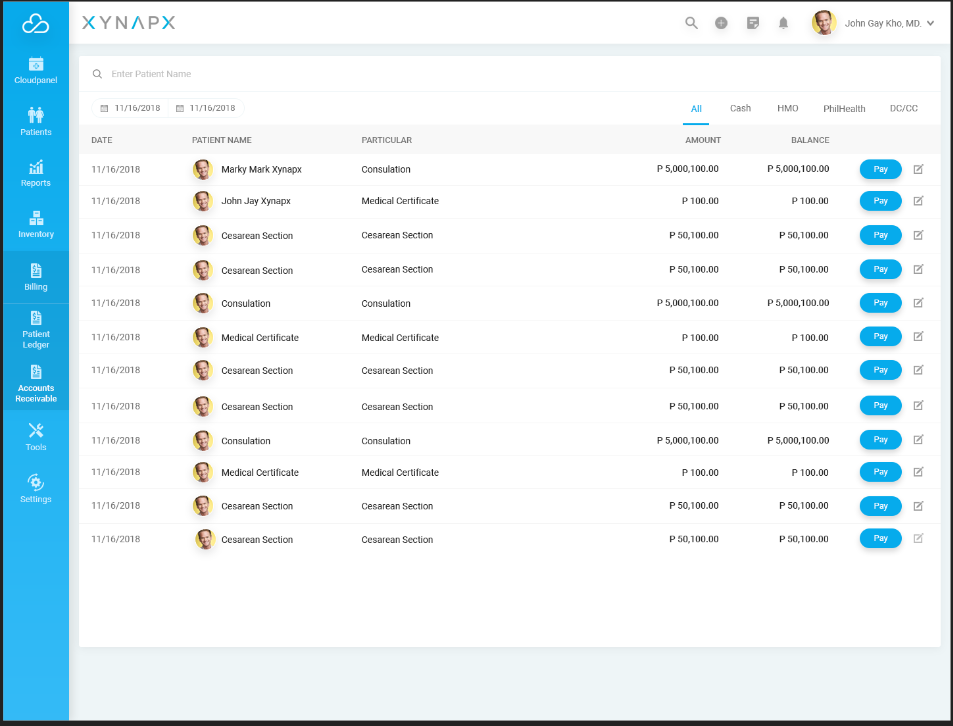 XYNAPX
John Gay Kho, MD.
Cloudpanel
Patients
Reports
Inventory
Billing
Patient
Ledger
Accounts
Receivable
Tools
Settings
Enter Patient Name
11/16/2018 11/16/2018
All Cash HMO PhilHealth DC/CC
DATE PATIENT NAME PARTICULAR AMOUNT BALANCE
11/16/2018 Marky Mark Xynapx Consulation P 5,000,100.00 P 5,000,100.00 Pay
11/16/2018 John Jay Xynapx Medical Certificate P 100.00 P 100.00 Pay
11/16/2018 Cesarean Section Cesarean Section P 50,100.00 P 50,100.00 Pay
11/16/2018 Cesarean Section Cesarean Section P 50,100.00 P 50,100.00 Pay
11/16/2018 Consulation Consulation P 5,000,100.00 P 5,000,100.00 Pay
11/16/2018 Medical Certificate Medical Certificate P 100.00 P 100.00 Pay
11/16/2018 Cesarean Section Cesarean Section P 50,100.00 P 50,100.00 Pay
11/16/2018 Cesarean Section Cesarean Section P 50,100.00 P 50,100.00 Pay
11/16/2018 Consulation Consulation P 5,000,100.00 P 5,000,100.00 Pay
11/16/2018 Medical Certificate Medical Certificate P 100.00 P 100.00 Pay
11/16/2018 Cesarean Section Cesarean Section P 50,100.00 P 50,100.00 Pay
11/16/2018 Cesarean Section Cesarean Section P 50,100.00 P 50,100.00 Pay